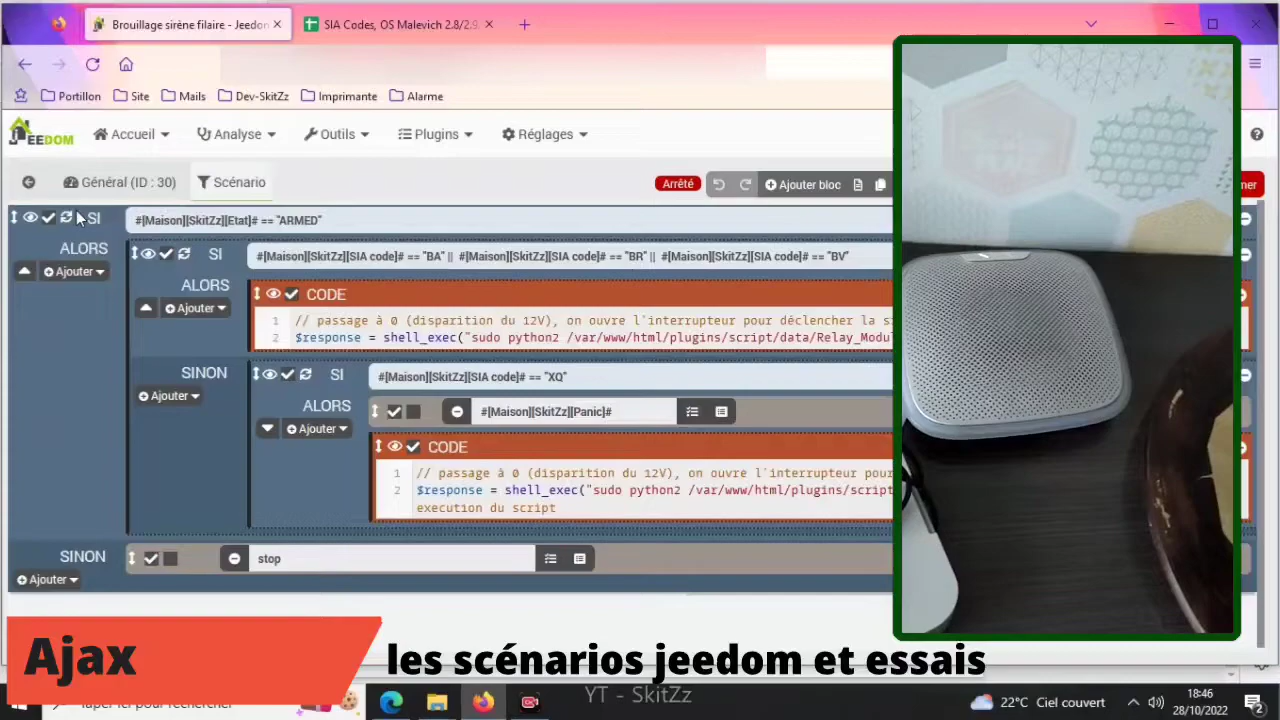 Brouillage sirène filaire - Jeedom
SIA Codes, OS Malevich 2.8/2.9
Portillon
Site
Mails
Dev-SkitZz
Imprimante
Alarme
JEEDOM
Accueil
Analyse
Outils
Plugins
Réglages
Général (ID : 30)
Scénario
Arrêté
Ajouter bloc
SI
#[Maison][SkitZz][Etat]# == "ARMED"
ALORS
Ajouter
SI
#[Maison][SkitZz][SIA code]# == "BA" || #[Maison][SkitZz][SIA code]# == "BR" || #[Maison][SkitZz][SIA code]# == "BV"
ALORS
Ajouter
CODE
1 // passage à 0 (disparition du 12V), on ouvre l'interrupteur pour déclencher la si
2 $response = shell_exec("sudo python2 /var/www/html/plugins/script/data/Relay_Modul
SINON
Ajouter
SI
#[Maison][SkitZz][SIA code]# == "XQ"
ALORS
Ajouter
#[Maison][SkitZz][Panic]#
CODE
1 // passage à 0 (disparition du 12V), on ouvre l'interrupteur pour
2 $response = shell_exec("sudo python2 /var/www/html/plugins/script
execution du script
SINON
Ajouter
stop
Ajax
les scénarios jeedom et essais
YT - SkitZz
22°C Ciel couvert
18:46
28/10/2022
2